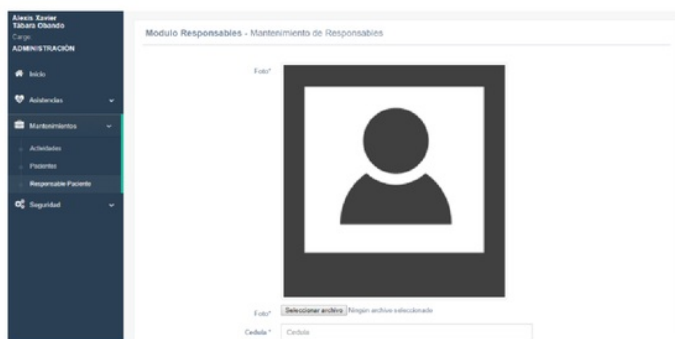 Alexis Xavier
Tábara Obando
Cargo:
ADMINISTRACIÓN
Inicio
Asistencias
Mantenimientos
Actividades
Pacientes
Responsable Paciente
Seguridad
Modulo Responsables - Mantenimiento de Responsables
Foto*
Foto*
Seleccionar archivo Ningún archivo seleccionado
Cedula * Cedula